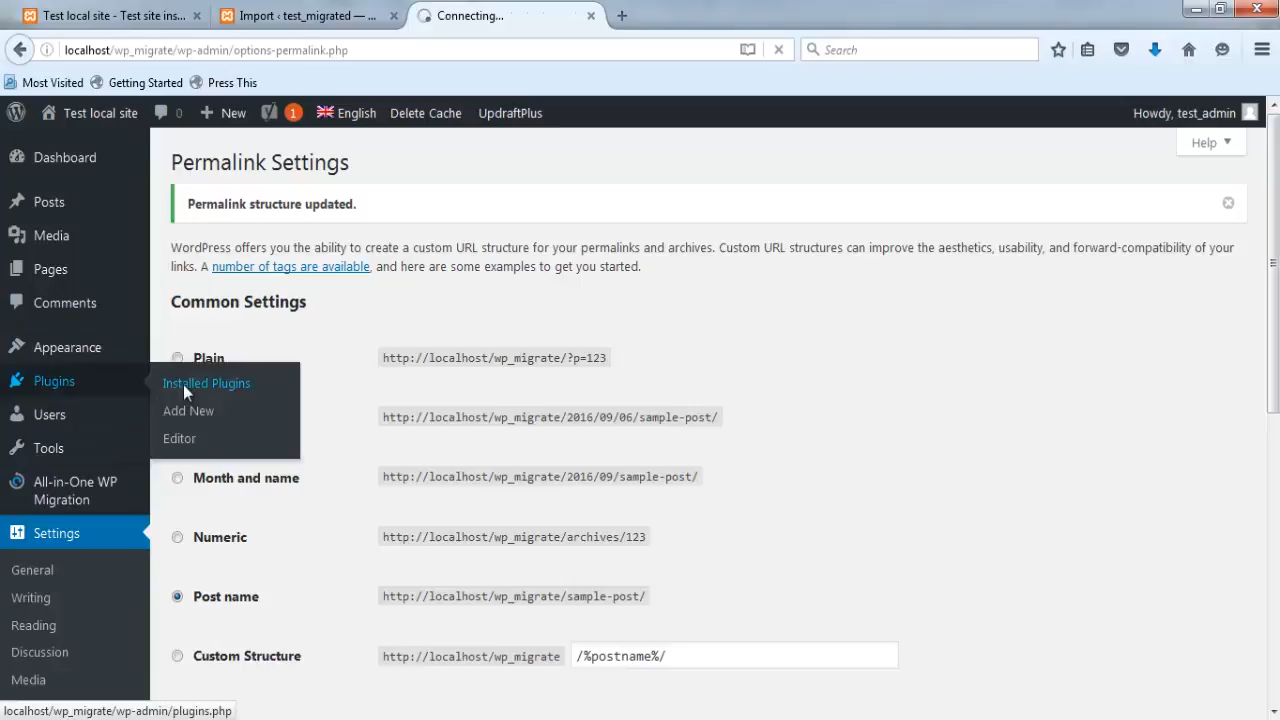 Test local site - Test site ins...
Import ‹ test_migrated — ...
Connecting...
localhost/wp_migrate/wp-admin/options-permalink.php
Search
Most Visited
Getting Started
Press This
Test local site
0
New
1
English
Delete Cache
UpdraftPlus
Howdy, test_admin
Help
Dashboard
Posts
Media
Pages
Comments
Appearance
Plugins
Installed Plugins
Add New
Editor
Users
Tools
All-in-One WP
Migration
Settings
General
Writing
Reading
Discussion
Media
Permalink Settings
Permalink structure updated.
WordPress offers you the ability to create a custom URL structure for your permalinks and archives. Custom URL structures can improve the aesthetics, usability, and forward-compatibility of your
links. A number of tags are available, and here are some examples to get you started.
Common Settings
Plain
http://localhost/wp_migrate/?p=123
http://localhost/wp_migrate/2016/09/06/sample-post/
Month and name
http://localhost/wp_migrate/2016/09/sample-post/
Numeric
http://localhost/wp_migrate/archives/123
Post name
http://localhost/wp_migrate/sample-post/
Custom Structure
http://localhost/wp_migrate
/%postname%/
localhost/wp_migrate/wp-admin/plugins.php